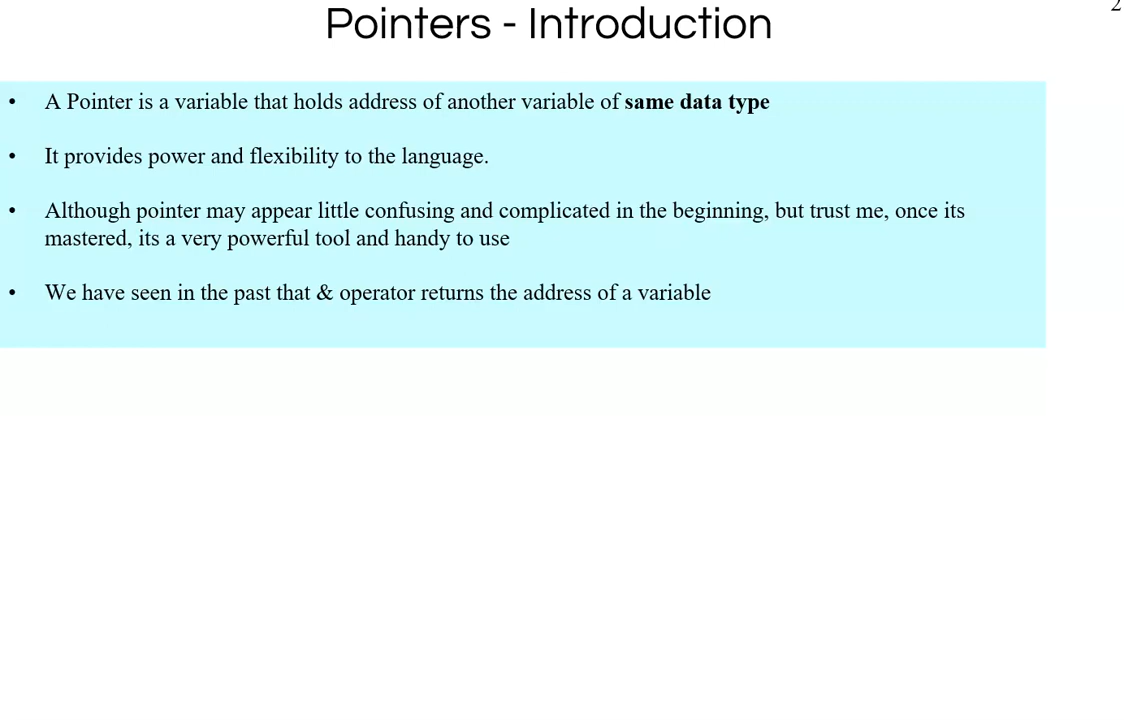 2
Pointers - Introduction
• A Pointer is a variable that holds address of another variable of same data type
• It provides power and flexibility to the language.
• Although pointer may appear little confusing and complicated in the beginning, but trust me, once its
mastered, its a very powerful tool and handy to use
• We have seen in the past that & operator returns the address of a variable